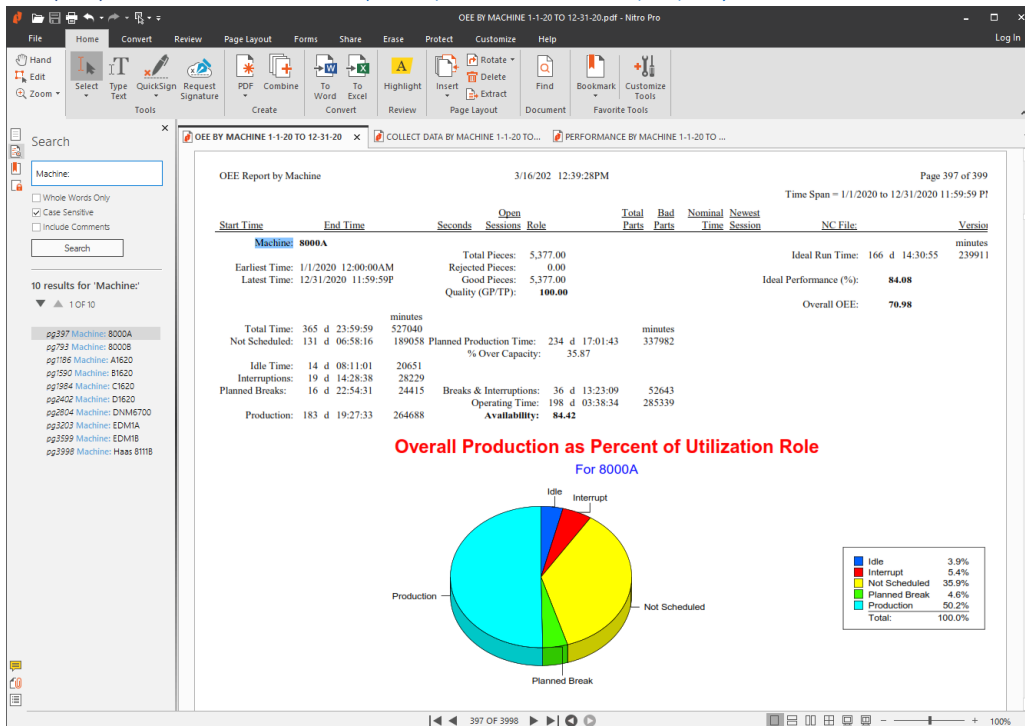 OEE BY MACHINE 1-1-20 TO 12-31-20.pdf - Nitro Pro
File Home Convert Review Page Layout Forms Share Erase Protect Customize Help Log In
Hand
Edit
Zoom
Select
Type Text
QuickSign
Request Signature
PDF
Combine
To Word
To Excel
Highlight
Insert
Rotate
Delete
Extract
Find
Bookmark
Customize Tools
Tools Create Convert Review Page Layout Document Favorite Tools
OEE BY MACHINE 1-1-20 TO 12-31-20 x COLLECT DATA BY MACHINE 1-1-20 TO... PERFORMANCE BY MACHINE 1-1-20 TO ...
Search
Machine:
Whole Words Only
Case Sensitive
Include Comments
Search
10 results for 'Machine:'
1 OF 10
pg397 Machine: 8000A
pg793 Machine: 8000B
pg1186 Machine: A1620
pg1590 Machine: B1620
pg1984 Machine: C1620
pg2402 Machine: D1620
pg2804 Machine: DNM6700
pg3203 Machine: EDM1A
pg3599 Machine: EDM1B
pg3998 Machine: Haas 8111B
OEE Report by Machine 3/16/202 12:39:28PM Page 397 of 399
Time Span = 1/1/2020 to 12/31/2020 11:59:59 PM
Start Time End Time Seconds Open Sessions Role Total Parts Bad Parts Nominal Time Newest Session NC File: Version
Machine: 8000A minutes
Total Pieces: 5,377.00 Ideal Run Time: 166 d 14:30:55 239911
Earliest Time: 1/1/2020 12:00:00AM Rejected Pieces: 0.00
Latest Time: 12/31/2020 11:59:59P Good Pieces: 5,377.00 Ideal Performance (%): 84.08
Quality (GP/TP): 100.00
Overall OEE: 70.98
minutes
Total Time: 365 d 23:59:59 527040 minutes
Not Scheduled: 131 d 06:58:16 189058 Planned Production Time: 234 d 17:01:43 337982
% Over Capacity: 35.87
Idle Time: 14 d 08:11:01 20651
Interruptions: 19 d 14:28:38 28229
Planned Breaks: 16 d 22:54:31 24415 Breaks & Interruptions: 36 d 13:23:09 52643
Operating Time: 198 d 03:38:34 285339
Production: 183 d 19:27:33 264688 Availability: 84.42
Overall Production as Percent of Utilization Role
For 8000A
Idle
Interrupt
Production
Not Scheduled
Planned Break
Idle 3.9%
Interrupt 5.4%
Not Scheduled 35.9%
Planned Break 4.6%
Production 50.2%
Total: 100.0%
397 OF 3998
100%